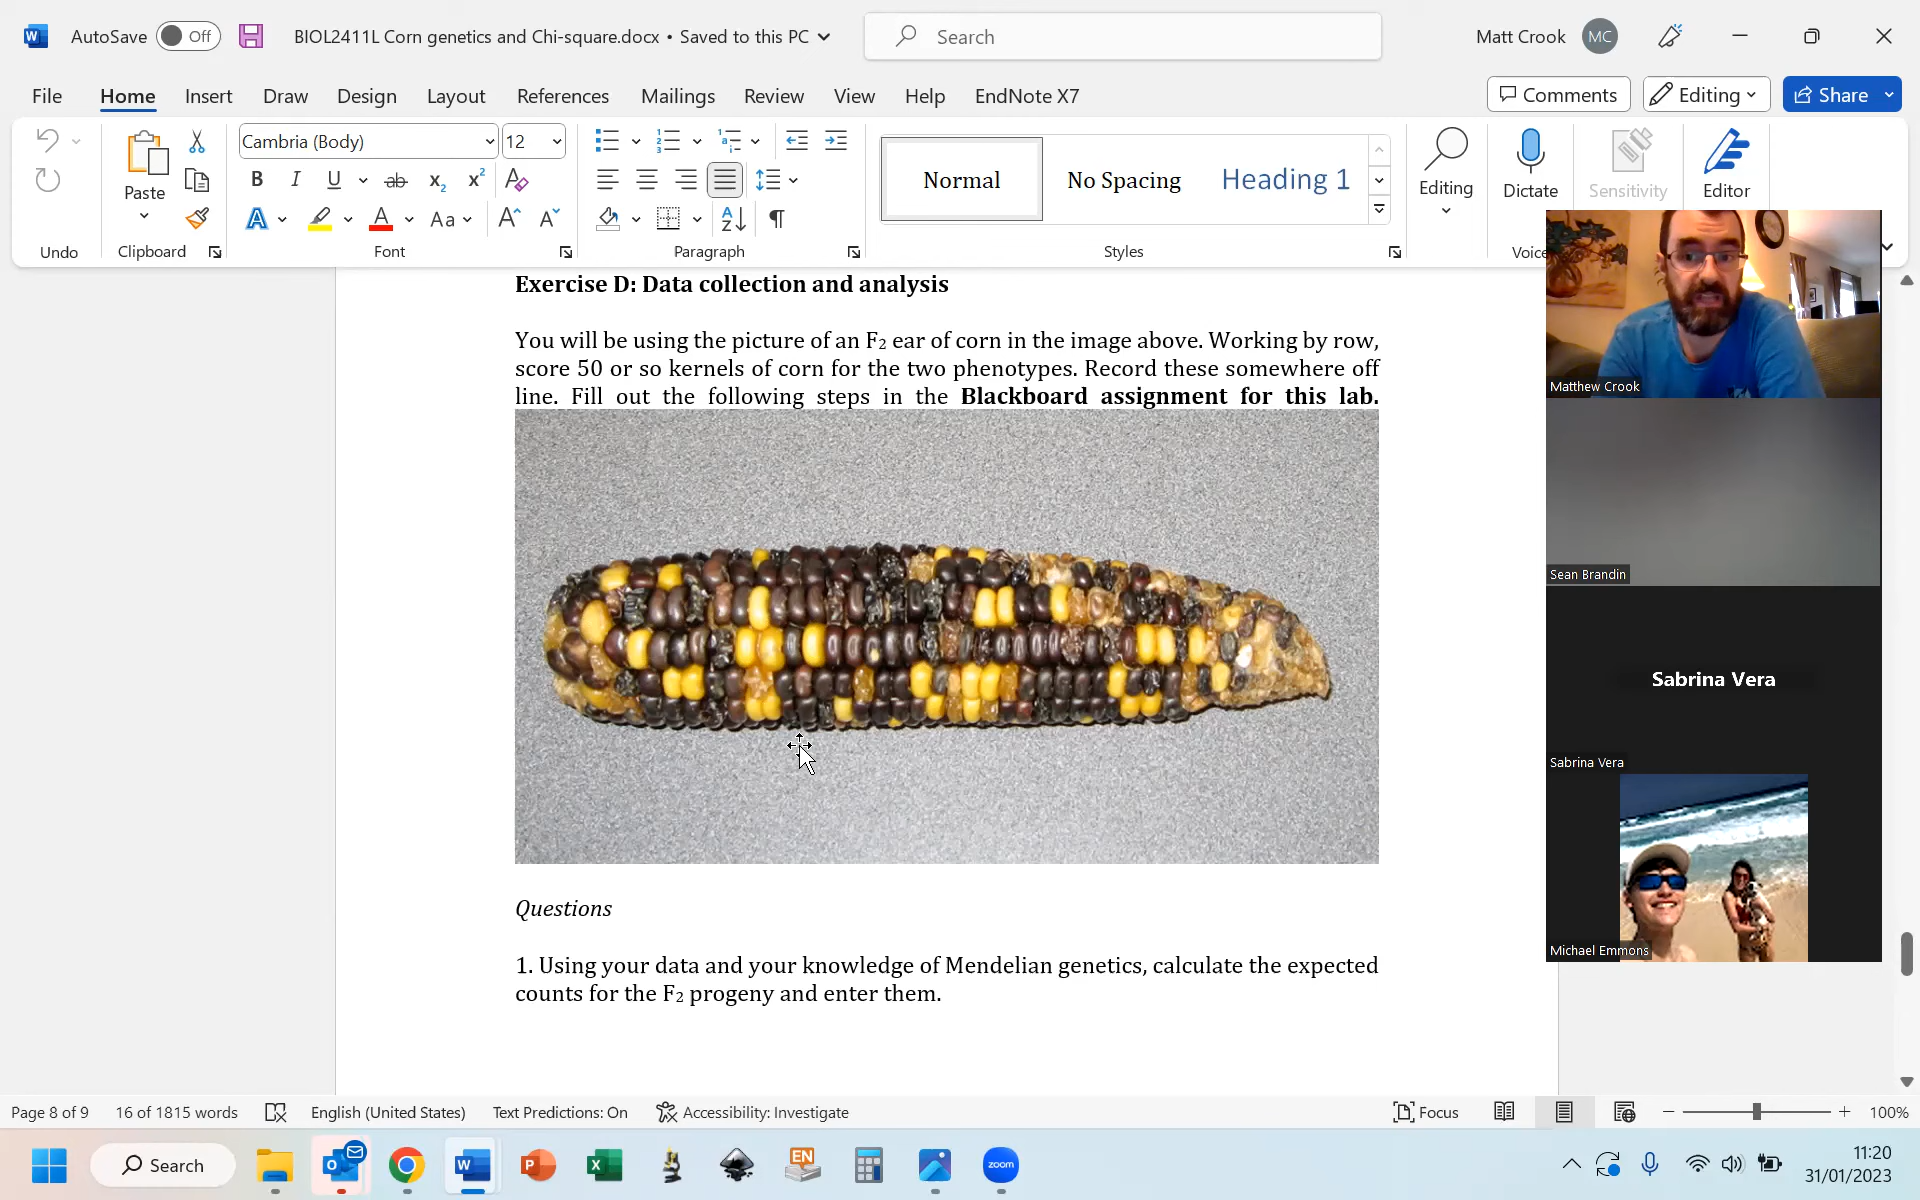 AutoSave Off BIOL2411L Corn genetics and Chi-square.docx • Saved to this PC Search Matt Crook MC
File Home Insert Draw Design Layout References Mailings Review View Help EndNote X7 Comments Editing Share
Cambria (Body) 12
Paste
Normal No Spacing Heading 1
Editing Dictate Sensitivity Editor
Undo Clipboard Font Paragraph Styles Voice
Exercise D: Data collection and analysis
You will be using the picture of an F2 ear of corn in the image above. Working by row,
score 50 or so kernels of corn for the two phenotypes. Record these somewhere off
line. Fill out the following steps in the Blackboard assignment for this lab.
Questions
1. Using your data and your knowledge of Mendelian genetics, calculate the expected
counts for the F2 progeny and enter them.
Matthew Crook
Sean Brandin
Sabrina Vera
Sabrina Vera
Michael Emmons
Page 8 of 9 16 of 1815 words English (United States) Text Predictions: On Accessibility: Investigate Focus 100%
Search EN zoom 11:20
31/01/2023